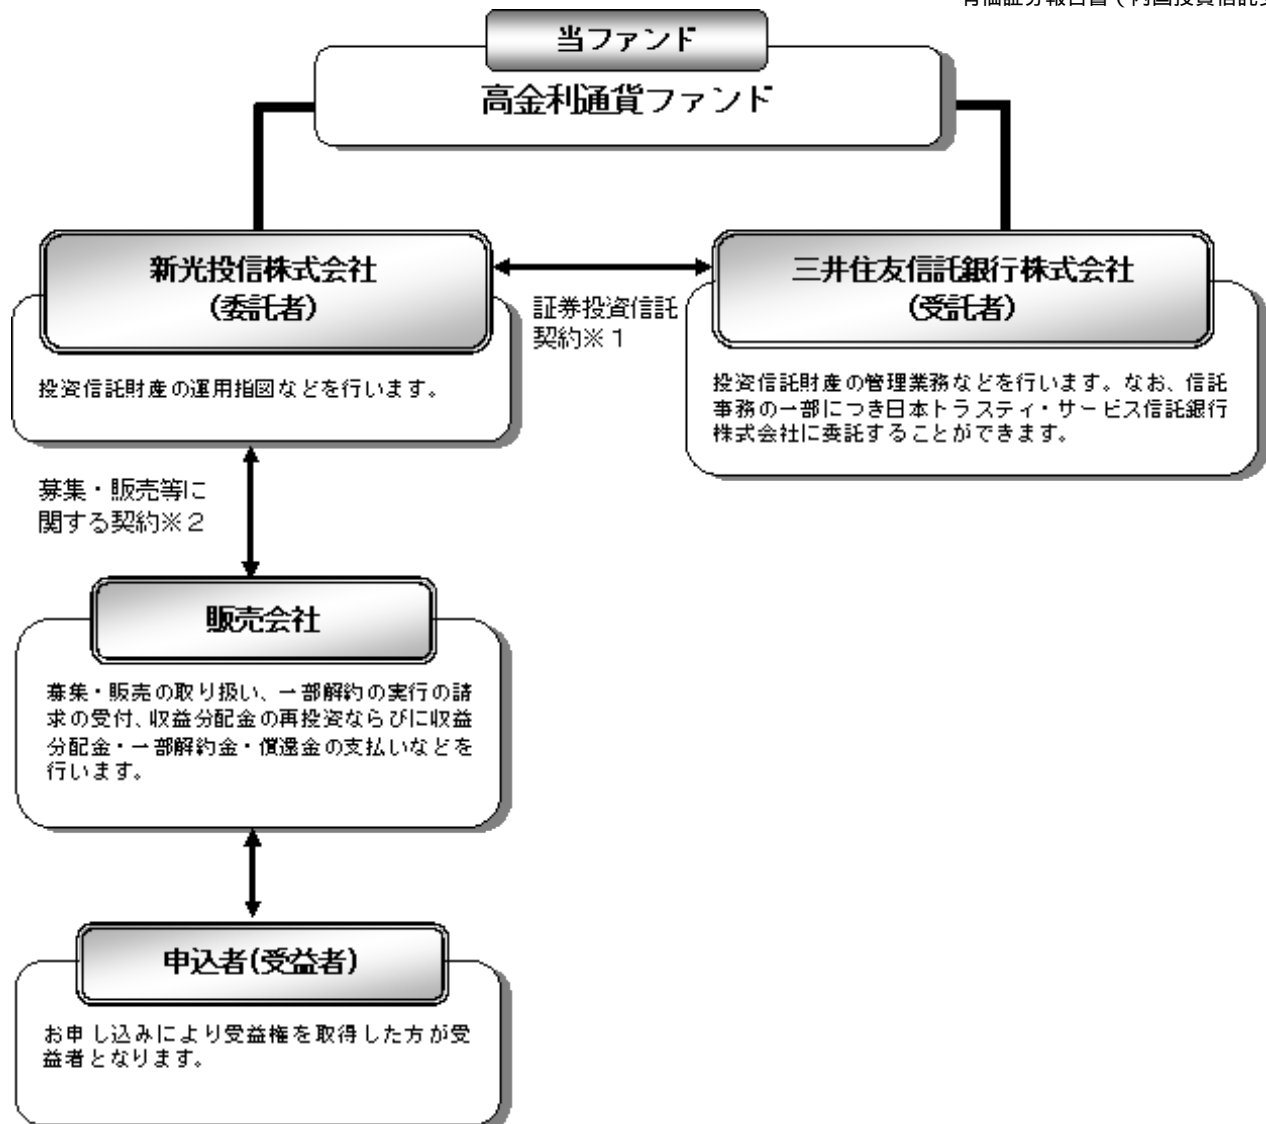 当ファンド
高金利通貨ファンド
新光投信株式会社
(委託者)
投資信託財産の運用指図などを行います。
証券投資信託
契約※1
三井住友信託銀行株式会社
(受託者)
投資信託財産の管理業務などを行います。なお、信託
事務の一部につき日本トラスティ・サービス信託銀行
株式会社に委託することができます。
募集・販売等に
関する契約※2
販売会社
募集・販売の取り扱い、一部解約の実行の請
求の受付、収益分配金の再投資ならびに収益
分配金・一部解約金・償還金の支払いなどを
行います。
申込者(受益者)
お申し込みにより受益権を取得した方が受
益者となります。